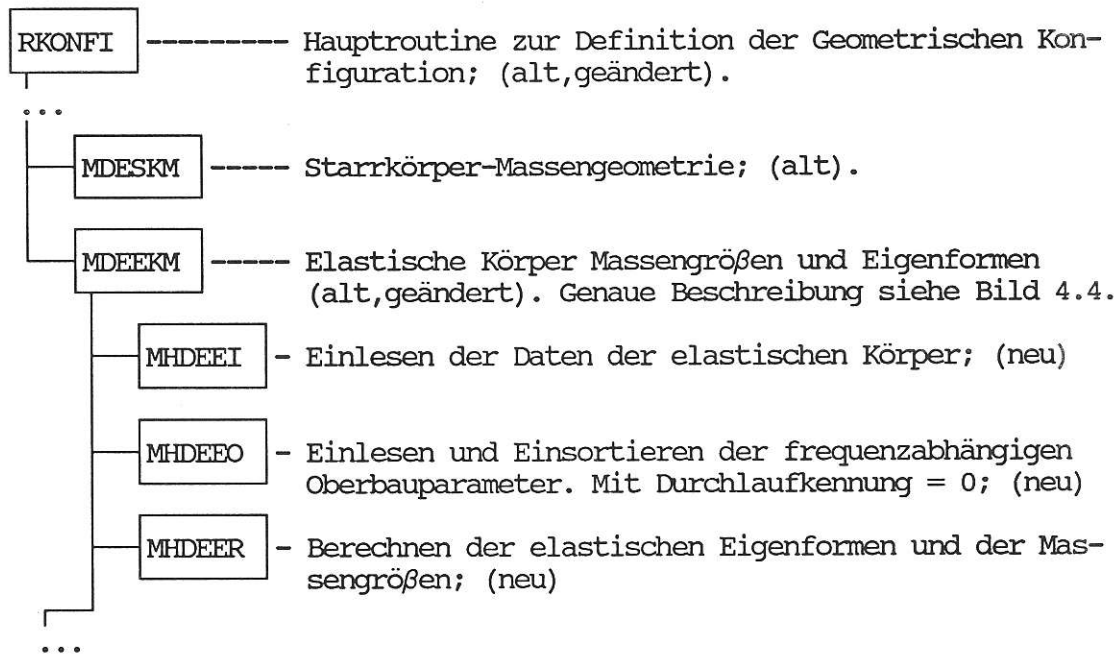 RKONFI --------- Hauptroutine zur Definition der Geometrischen Kon-
figuration; (alt,geändert).
...
MDESKM ----- Starrkörper-Massengeometrie; (alt).
MDEEKM ----- Elastische Körper Massengrößen und Eigenformen
(alt,geändert). Genaue Beschreibung siehe Bild 4.4.
MHDEEI - Einlesen der Daten der elastischen Körper; (neu)
MHDEEO - Einlesen und Einsortieren der frequenzabhängigen
Oberbauparameter. Mit Durchlaufkennung = 0; (neu)
MHDEER - Berechnen der elastischen Eigenformen und der Mas-
sengrößen; (neu)
...